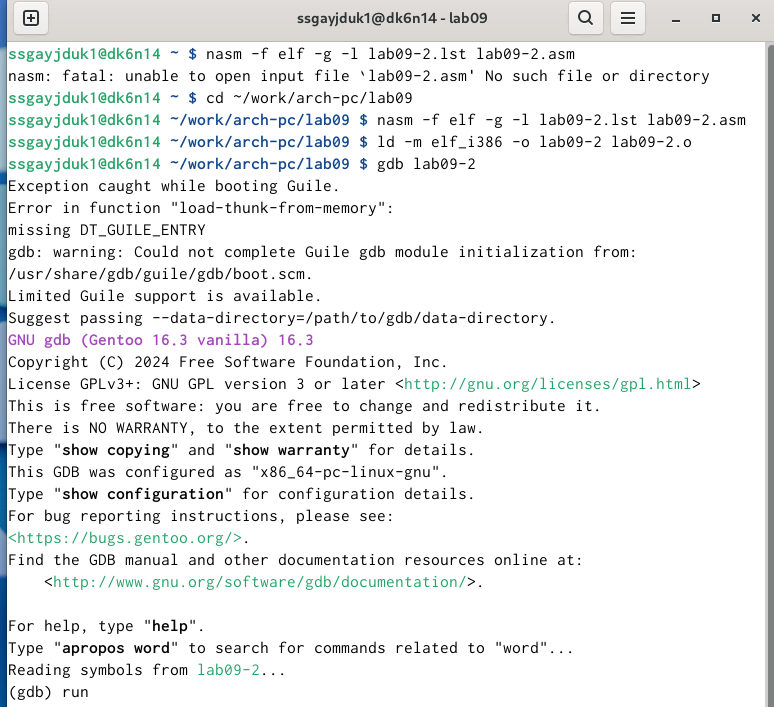 ssgayjduk1@dk6n14 - lab09
ssgayjduk1@dk6n14 ~ $ nasm -f elf -g -l lab09-2.lst lab09-2.asm
nasm: fatal: unable to open input file `lab09-2.asm' No such file or directory
ssgayjduk1@dk6n14 ~ $ cd ~/work/arch-pc/lab09
ssgayjduk1@dk6n14 ~/work/arch-pc/lab09 $ nasm -f elf -g -l lab09-2.lst lab09-2.asm
ssgayjduk1@dk6n14 ~/work/arch-pc/lab09 $ ld -m elf_i386 -o lab09-2 lab09-2.o
ssgayjduk1@dk6n14 ~/work/arch-pc/lab09 $ gdb lab09-2
Exception caught while booting Guile.
Error in function "load-thunk-from-memory":
missing DT_GUILE_ENTRY
gdb: warning: Could not complete Guile gdb module initialization from:
/usr/share/gdb/guile/gdb/boot.scm.
Limited Guile support is available.
Suggest passing --data-directory=/path/to/gdb/data-directory.
GNU gdb (Gentoo 16.3 vanilla) 16.3
Copyright (C) 2024 Free Software Foundation, Inc.
License GPLv3+: GNU GPL version 3 or later <http://gnu.org/licenses/gpl.html>
This is free software: you are free to change and redistribute it.
There is NO WARRANTY, to the extent permitted by law.
Type "show copying" and "show warranty" for details.
This GDB was configured as "x86_64-pc-linux-gnu".
Type "show configuration" for configuration details.
For bug reporting instructions, please see:
<https://bugs.gentoo.org/>.
Find the GDB manual and other documentation resources online at:
    <http://www.gnu.org/software/gdb/documentation/>.

For help, type "help".
Type "apropos word" to search for commands related to "word"...
Reading symbols from lab09-2...
(gdb) run